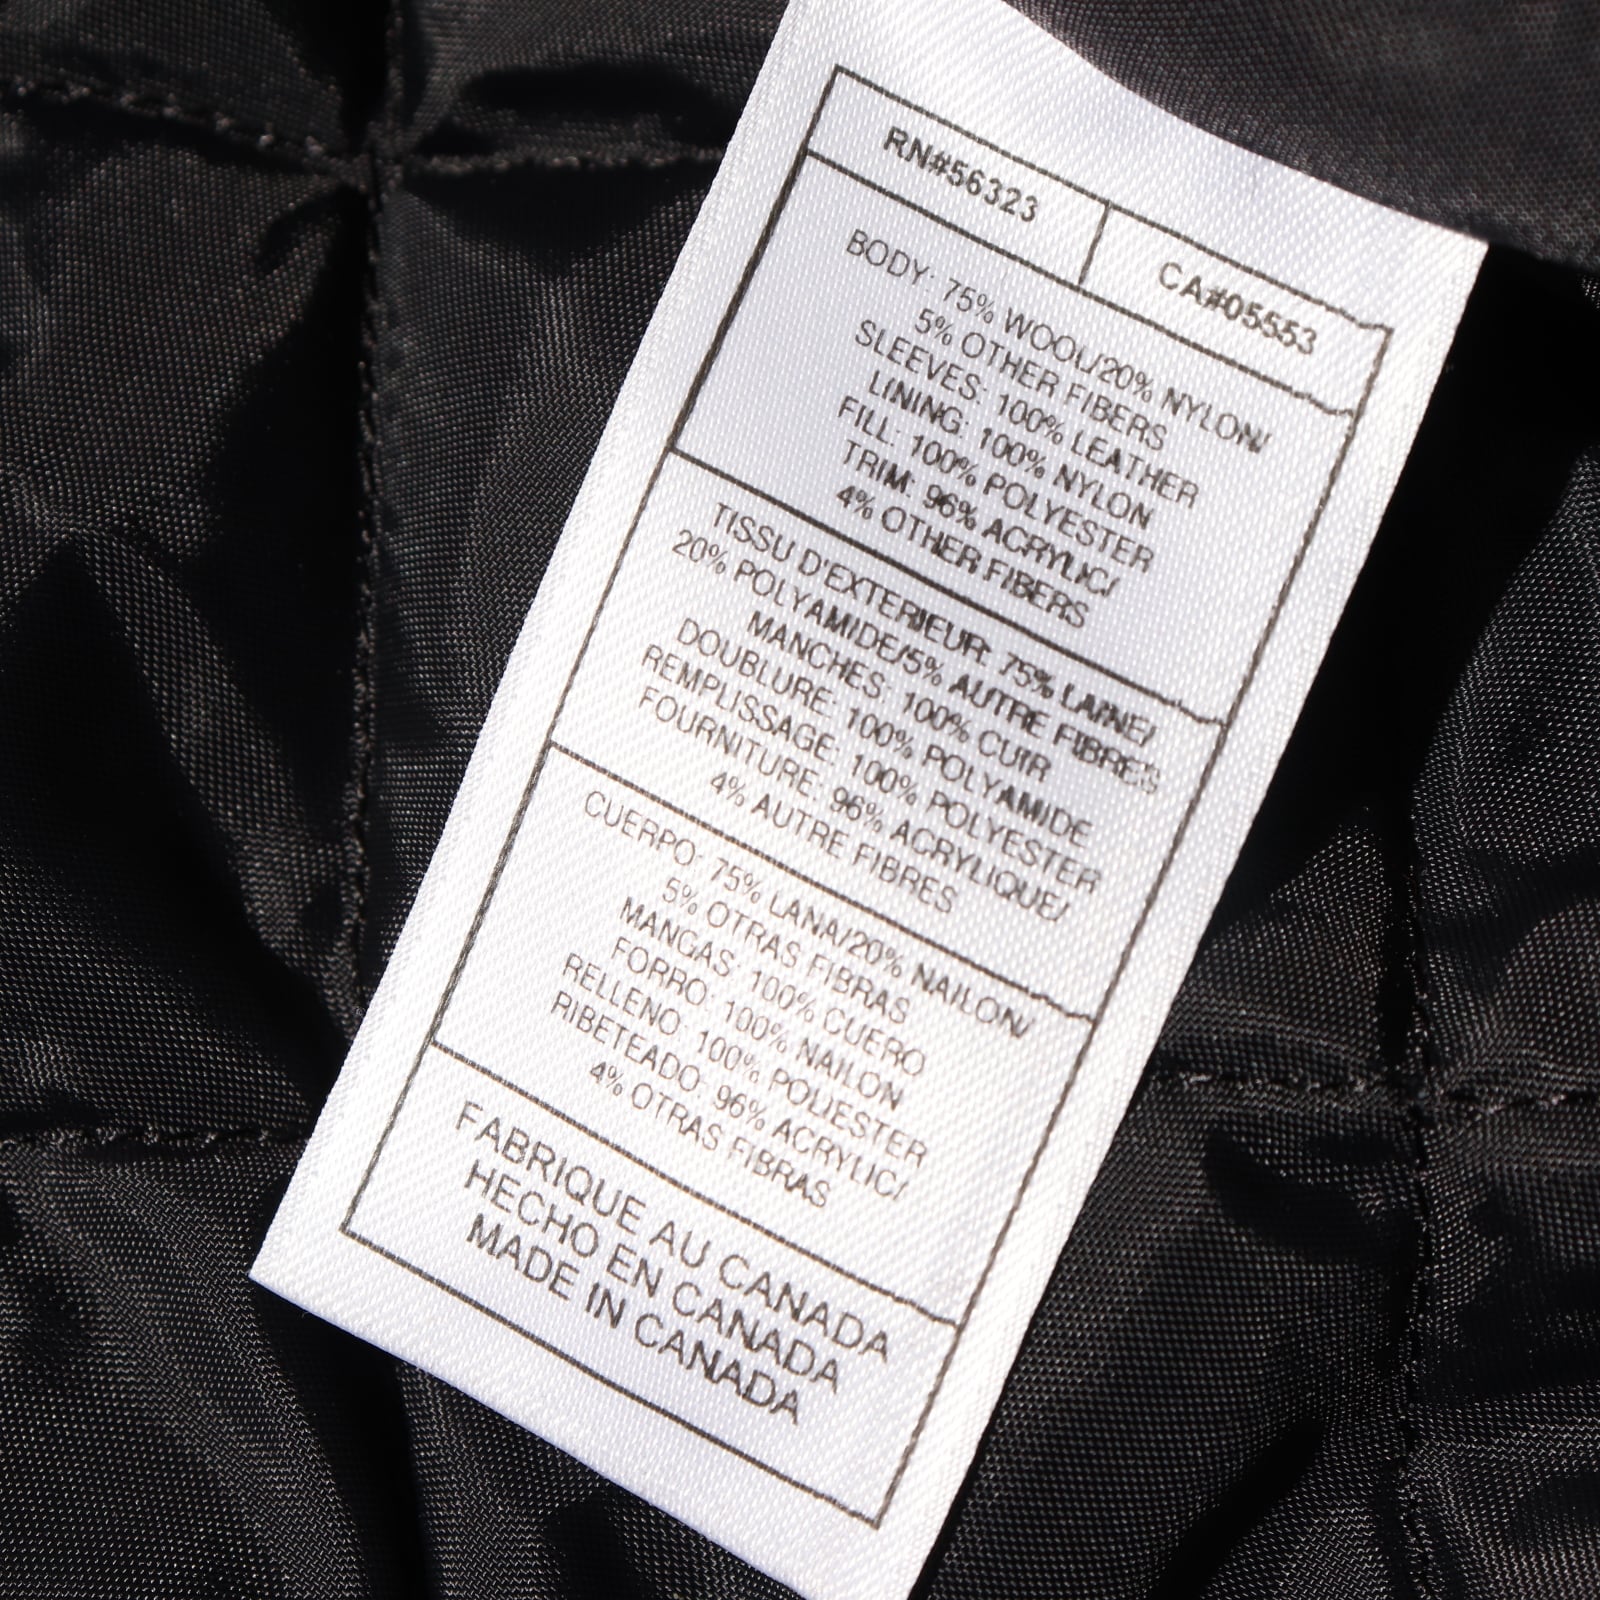 RN#56323
CA#05553
BODY: 75% WOOL/20% NYLON/
5% OTHER FIBERS
SLEEVES: 100% LEATHER
LINING: 100% NYLON
FILL: 100% POLYESTER
TRIM: 96% ACRYLIC/
4% OTHER FIBERS
TISSU D'EXTERIEUR: 75% LAINE/
20% POLYAMIDE/5% AUTRE FIBRES
MANCHES: 100% CUIR
DOUBLURE: 100% POLYAMIDE
REMPLISSAGE: 100% POLYESTER
FOURNITURE: 96% ACRYLIQUE/
4% AUTRE FIBRES
CUERPO: 75% LANA/20% NAILON/
5% OTRAS FIBRAS
MANGAS: 100% CUERO
FORRO: 100% NAILON
RELLENO: 100% POLIESTER
RIBETEADO: 96% ACRYLIC/
4% OTRAS FIBRAS
FABRIQUE AU CANADA
HECHO EN CANADA
MADE IN CANADA